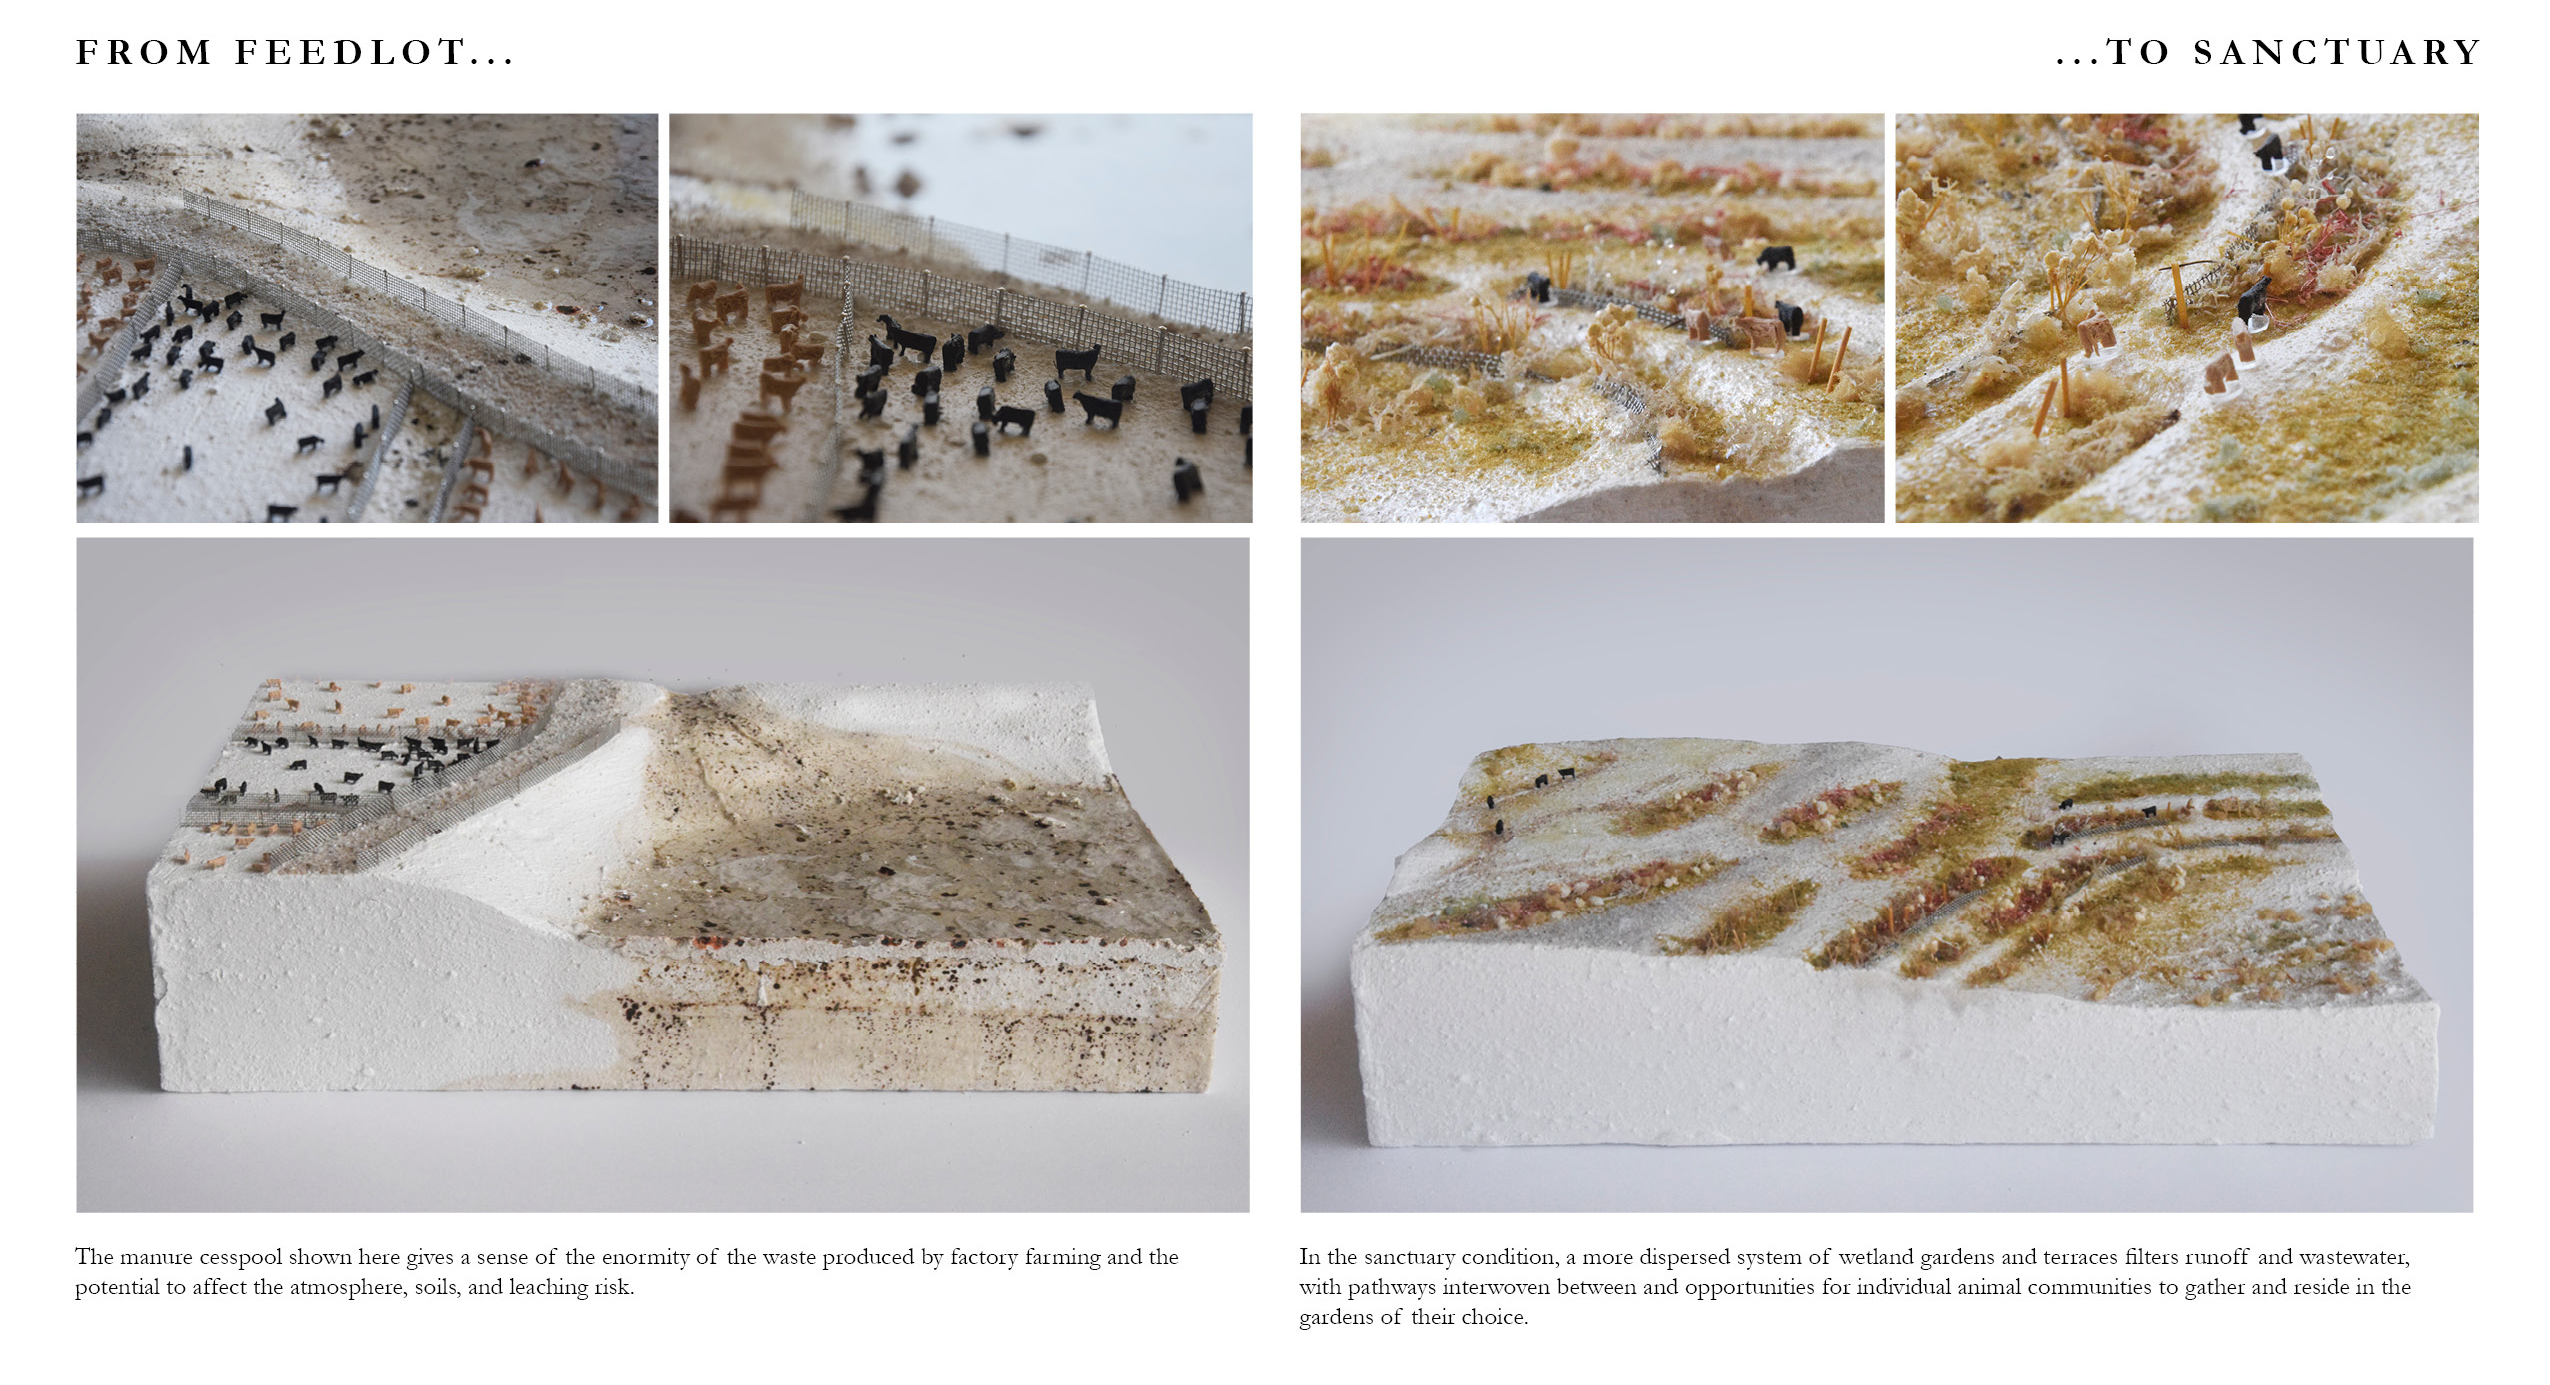 FROM FEEDLOT...
...TO SANCTUARY
The manure cesspool shown here gives a sense of the enormity of the waste produced by factory farming and the
potential to affect the atmosphere, soils, and leaching risk.
In the sanctuary condition, a more dispersed system of wetland gardens and terraces filters runoff and wastewater,
with pathways interwoven between and opportunities for individual animal communities to gather and reside in the
gardens of their choice.